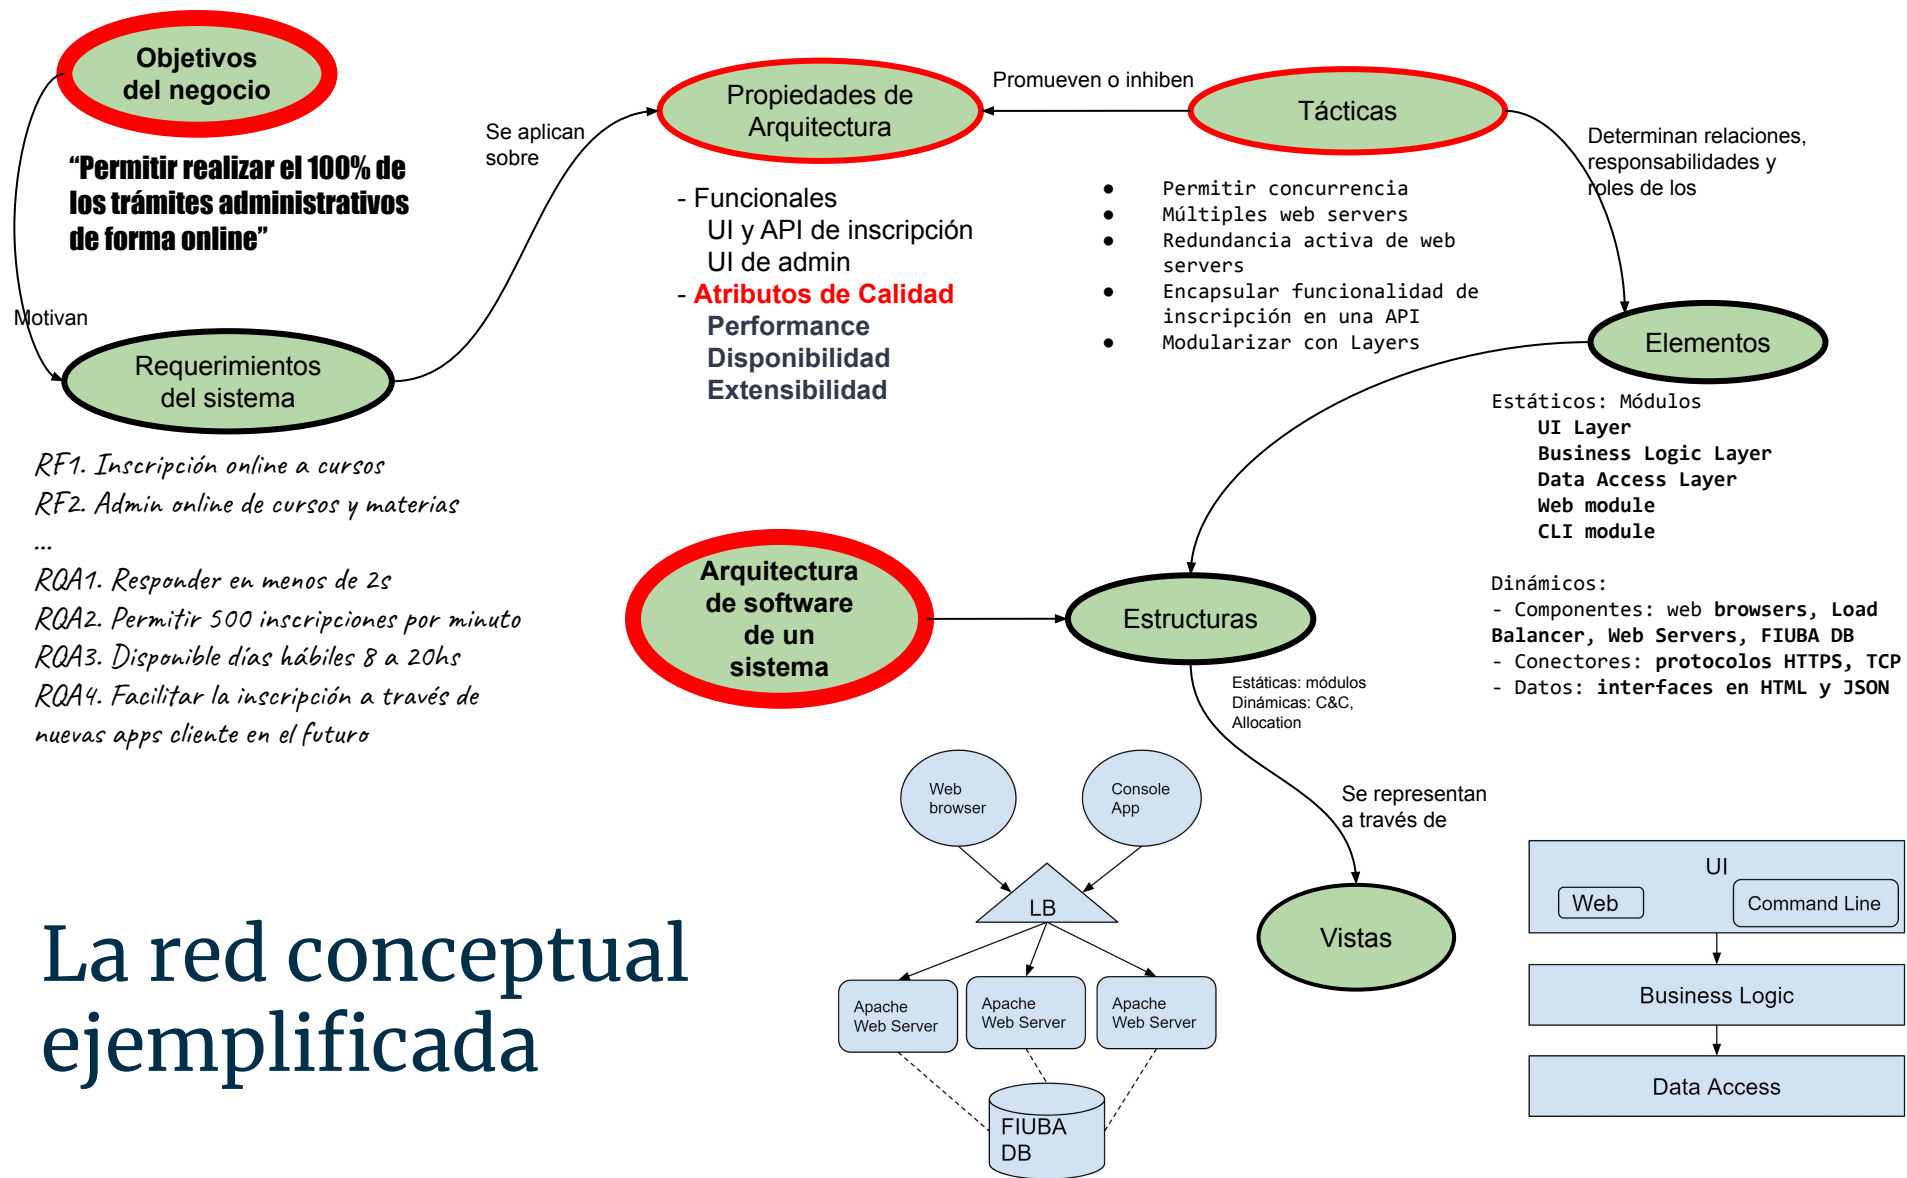 Objetivos
del negocio
“Permitir realizar el 100% de
los trámites administrativos
de forma online”
Motivan
Requerimientos
del sistema
RF1. Inscripción online a cursos
RF2. Admin online de cursos y materias
...
RQA1. Responder en menos de 2s
RQA2. Permitir 500 inscripciones por minuto
RQA3. Disponible días hábiles 8 a 20hs
RQA4. Facilitar la inscripción a través de
nuevas apps cliente en el futuro
Se aplican
sobre
Propiedades de
Arquitectura
- Funcionales
UI y API de inscripción
UI de admin
- Atributos de Calidad
Performance
Disponibilidad
Extensibilidad
Promueven o inhiben
Tácticas
● Permitir concurrencia
● Múltiples web servers
● Redundancia activa de web
servers
● Encapsular funcionalidad de
inscripción en una API
● Modularizar con Layers
Determinan relaciones,
responsabilidades y
roles de los
Elementos
Estáticos: Módulos
UI Layer
Business Logic Layer
Data Access Layer
Web module
CLI module
Dinámicos:
- Componentes: web browsers, Load
Balancer, Web Servers, FIUBA DB
- Conectores: protocolos HTTPS, TCP
- Datos: interfaces en HTML y JSON
Arquitectura
de software
de un
sistema
Estructuras
Estáticas: módulos
Dinámicas: C&C,
Allocation
Se representan
a través de
Vistas
Web
browser
Console
App
LB
Apache
Web Server
Apache
Web Server
Apache
Web Server
FIUBA
DB
UI
Web
Command Line
Business Logic
Data Access
La red conceptual
ejemplificada